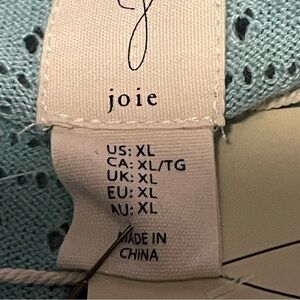 joie
US: XL
CA: XL/TG
UK: XL
EU: XL
AU: XL
MADE IN
CHINA